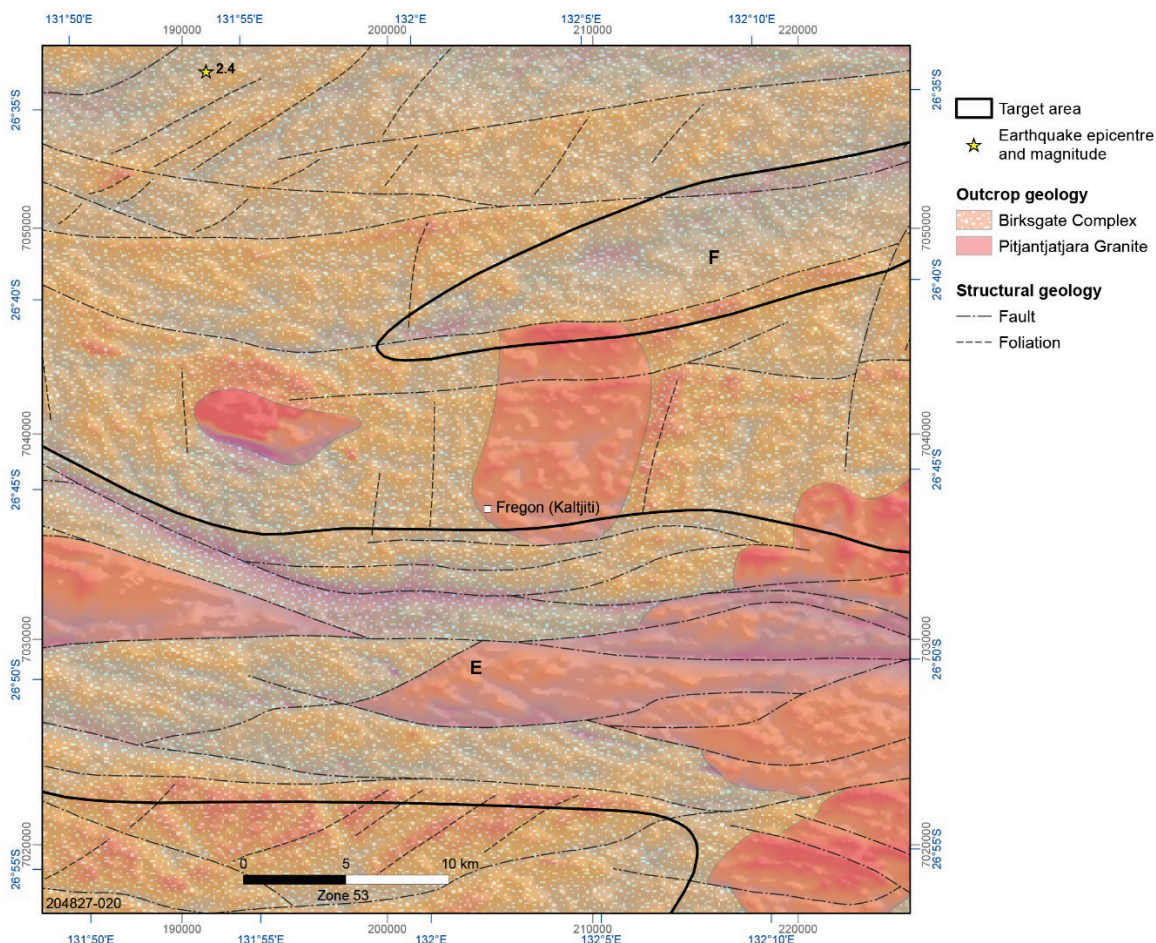 131°50'E 131°55'E 132°E 132°5'E 132°10'E
190000 200000 210000 220000
2.4
26°35'S
26°35'S
7050000
7050000
F
26°40'S
26°40'S
7040000
7040000
26°45'S
26°45'S
Fregon (Kaltjiti)
7030000
7030000
E
26°50'S
26°50'S
7020000
7020000
26°55'S
26°55'S
0 5 10 km
Zone 53
204827-020
190000 200000 210000 220000
131°50'E 131°55'E 132°E 132°5'E 132°10'E
Target area
Earthquake epicentre
and magnitude
Outcrop geology
Birksgate Complex
Pitjantjatjara Granite
Structural geology
Fault
Foliation